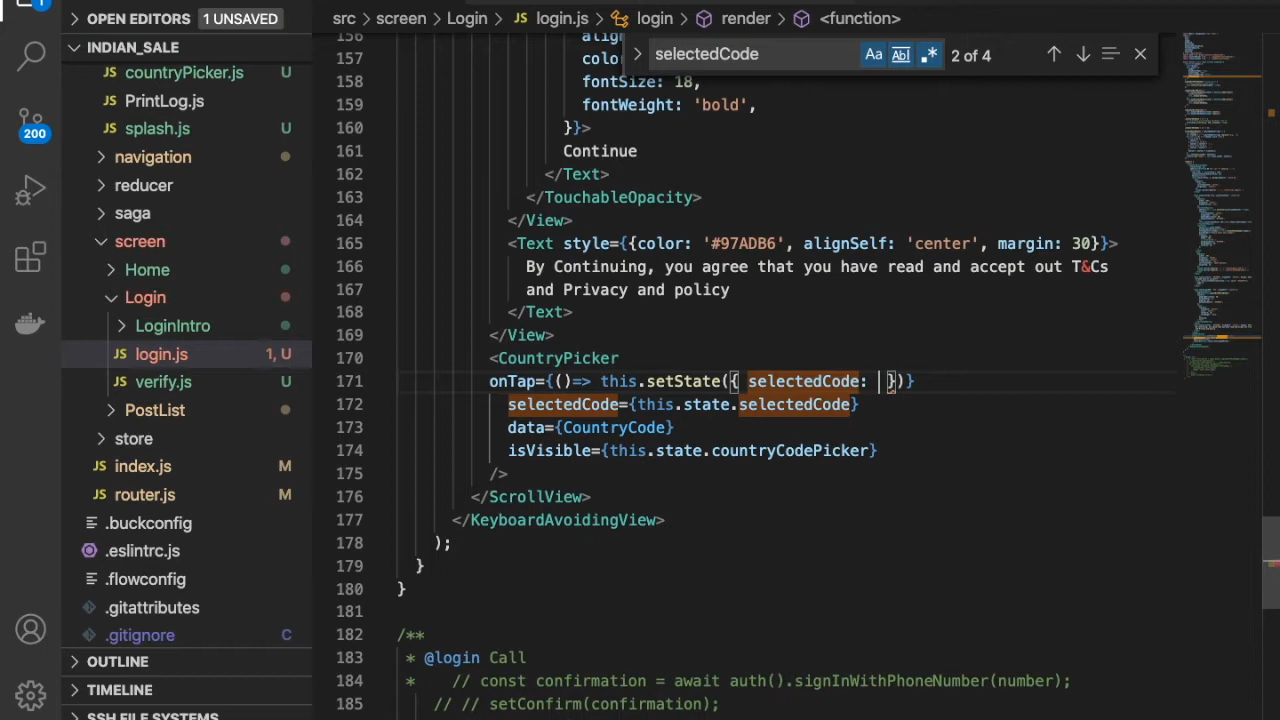 OPEN EDITORS 1 UNSAVED
INDIAN_SALE
JS countryPicker.js U
JS PrintLog.js
JS splash.js U
navigation
reducer
saga
screen
Home
Login
LoginIntro
JS login.js 1, U
JS verify.js U
PostList
store
JS index.js M
JS router.js M
.buckconfig
.eslintrc.js
.flowconfig
.gitattributes
.gitignore C
OUTLINE
TIMELINE
SSH FILE SYSTEMS
200
1
src > screen > Login > JS login.js > login > render > <function>
selectedCode Aa Abl .* 2 of 4
156
157
158 fontSize: 18,
159 fontWeight: 'bold',
160 }}>
161 Continue
162 </Text>
163 </TouchableOpacity>
164 </View>
165 <Text style={{color: '#97ADB6', alignSelf: 'center', margin: 30}}>
166 By Continuing, you agree that you have read and accept out T&Cs
167 and Privacy and policy
168 </Text>
169 </View>
170 <CountryPicker
171 onTap={()=> this.setState({ selectedCode: })}
172 selectedCode={this.state.selectedCode}
173 data={CountryCode}
174 isVisible={this.state.countryCodePicker}
175 />
176 </ScrollView>
177 </KeyboardAvoidingView>
178 );
179 }
180 }
181
182 /**
183 * @login Call
184 * // const confirmation = await auth().signInWithPhoneNumber(number);
185 // // setConfirm(confirmation);